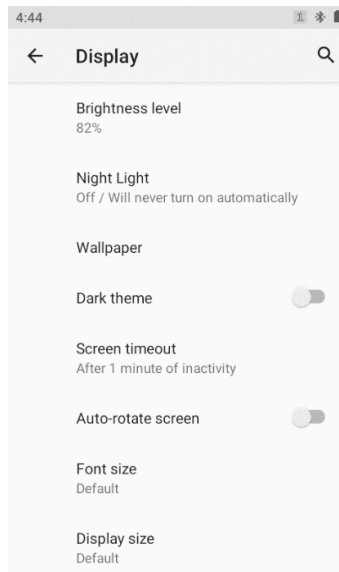 4:44
Display
Brightness level
82%
Night Light
Off / Will never turn on automatically
Wallpaper
Dark theme
Screen timeout
After 1 minute of inactivity
Auto-rotate screen
Font size
Default
Display size
Default